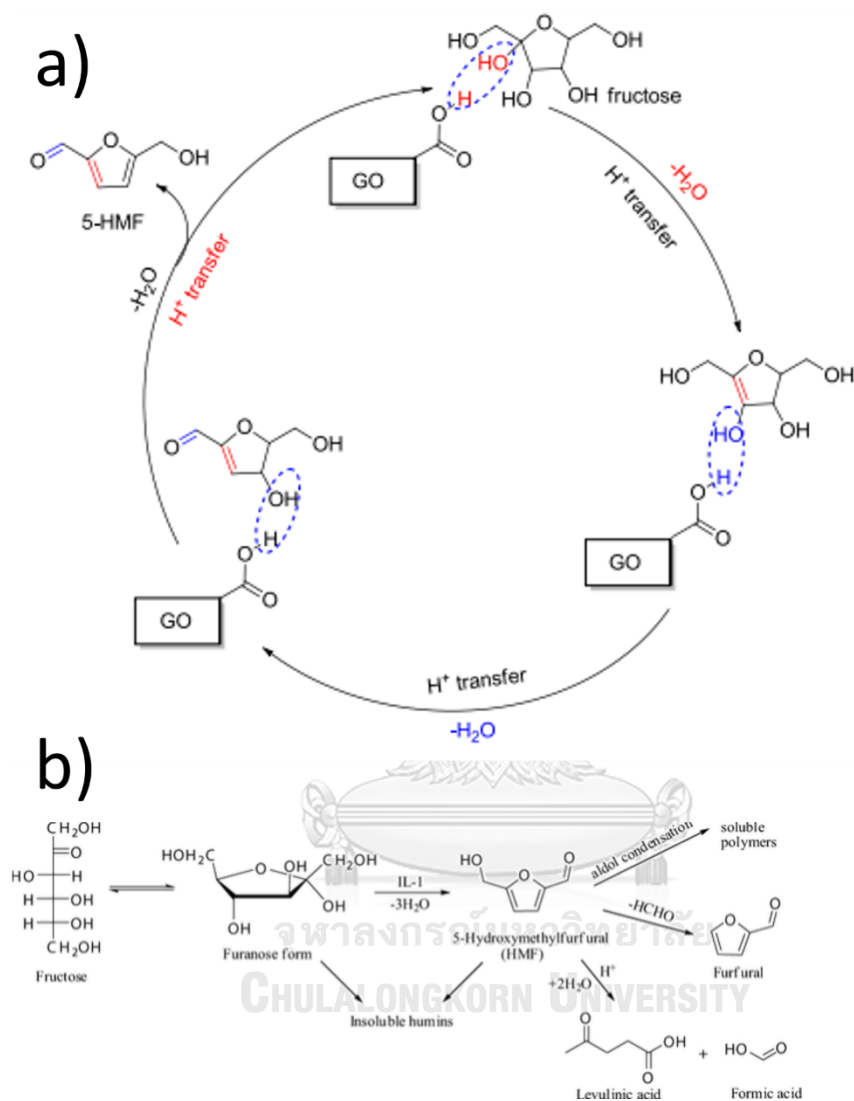 a)
HO
O
OH
HO
H
HO
OH fructose
O
O
GO
O
O
OH
5-HMF
-H₂O
H⁺ transfer
-H₂O
H⁺ transfer
HO
O
OH
HO
OH
H
O
O
GO
O
O
OH
OH
H
O
O
GO
H⁺ transfer
-H₂O
b)
CH₂OH
O
HO H
H OH
H OH
CH₂OH
Fructose
HOH₂C
O
OH
CH₂OH
OH
OH
Furanose form
IL-1
-3H₂O
HO
O
O
5-Hydroxymethylfurfural
(HMF)
aldol condensation
soluble
polymers
-HCHO
O
O
Furfural
จุฬาลงกรณ์มหาวิทยาลัย
CHULALONGKORN UNIVERSITY
Insoluble humins
+2H₂O
H⁺
O
OH
O
Levulinic acid
+
HO
O
Formic acid